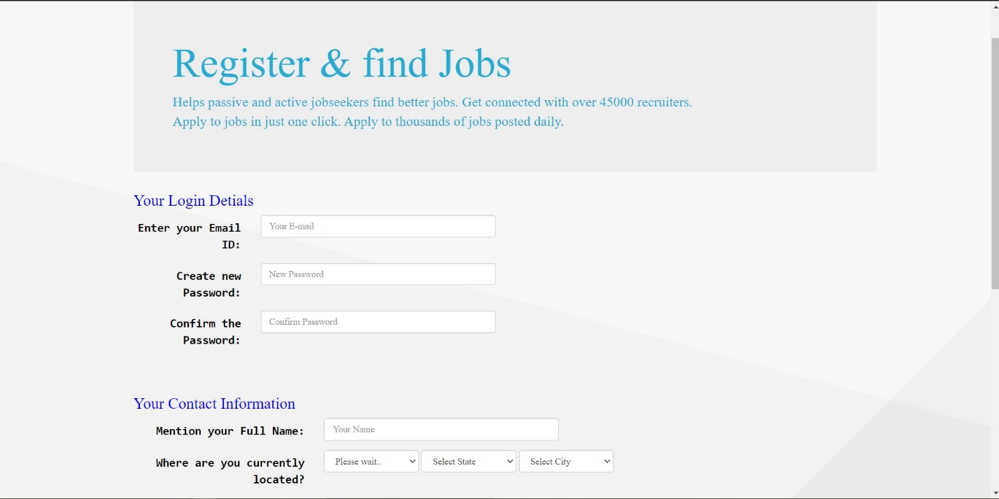 Register & find Jobs
Helps passive and active jobseekers find better jobs. Get connected with over 45000 recruiters.
Apply to jobs in just one click. Apply to thousands of jobs posted daily.
Your Login Detials
Enter your Email
ID:
Your E-mail
Create new
Password:
New Password
Confirm the
Password:
Confirm Password
Your Contact Information
Mention your Full Name:
Your Name
Where are you currently
located?
Please wait..
Select State
Select City